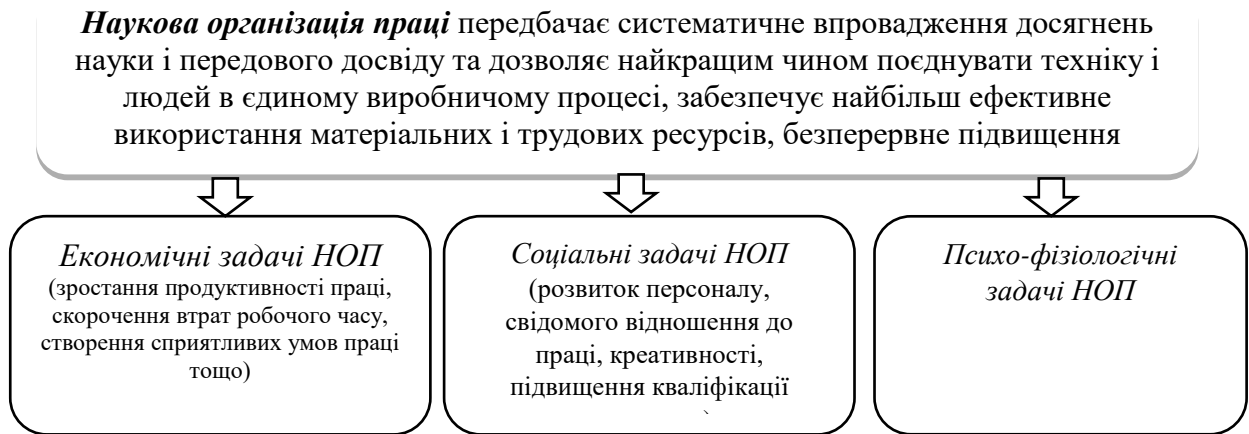 Наукова організація праці передбачає систематичне впровадження досягнень
науки і передового досвіду та дозволяє найкращим чином поєднувати техніку і
людей в єдиному виробничому процесі, забезпечує найбільш ефективне
використання матеріальних і трудових ресурсів, безперервне підвищення
Економічні задачі НОП
(зростання продуктивності праці,
скорочення втрат робочого часу,
створення сприятливих умов праці
тощо)
Соціальні задачі НОП
(розвиток персоналу,
свідомого відношення до
праці, креативності,
підвищення кваліфікації
Психо-фізіологічні
задачі НОП